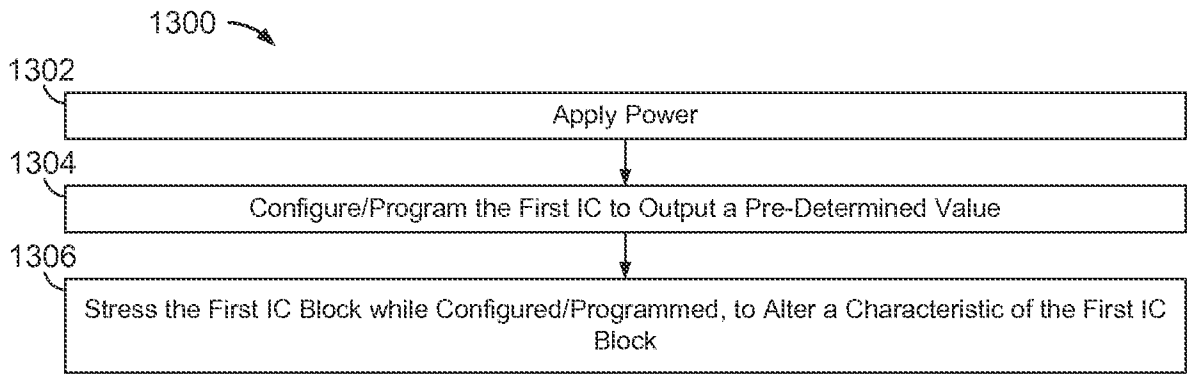 1300
1302
Apply Power
1304
Configure/Program the First IC to Output a Pre-Determined Value
1306
Stress the First IC Block while Configured/Programmed, to Alter a Characteristic of the First IC
Block